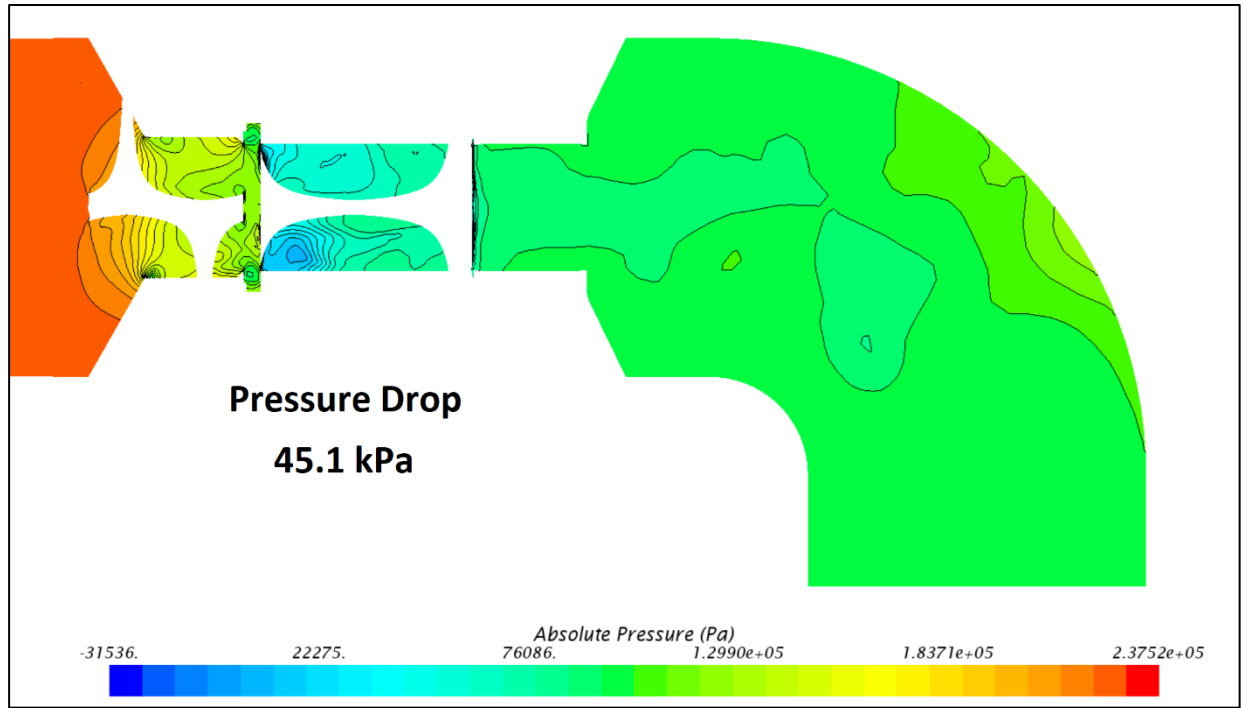 Pressure Drop
45.1 kPa
Absolute Pressure (Pa)
-31536. 22275. 76086. 1.2990e+05 1.8371e+05 2.3752e+05